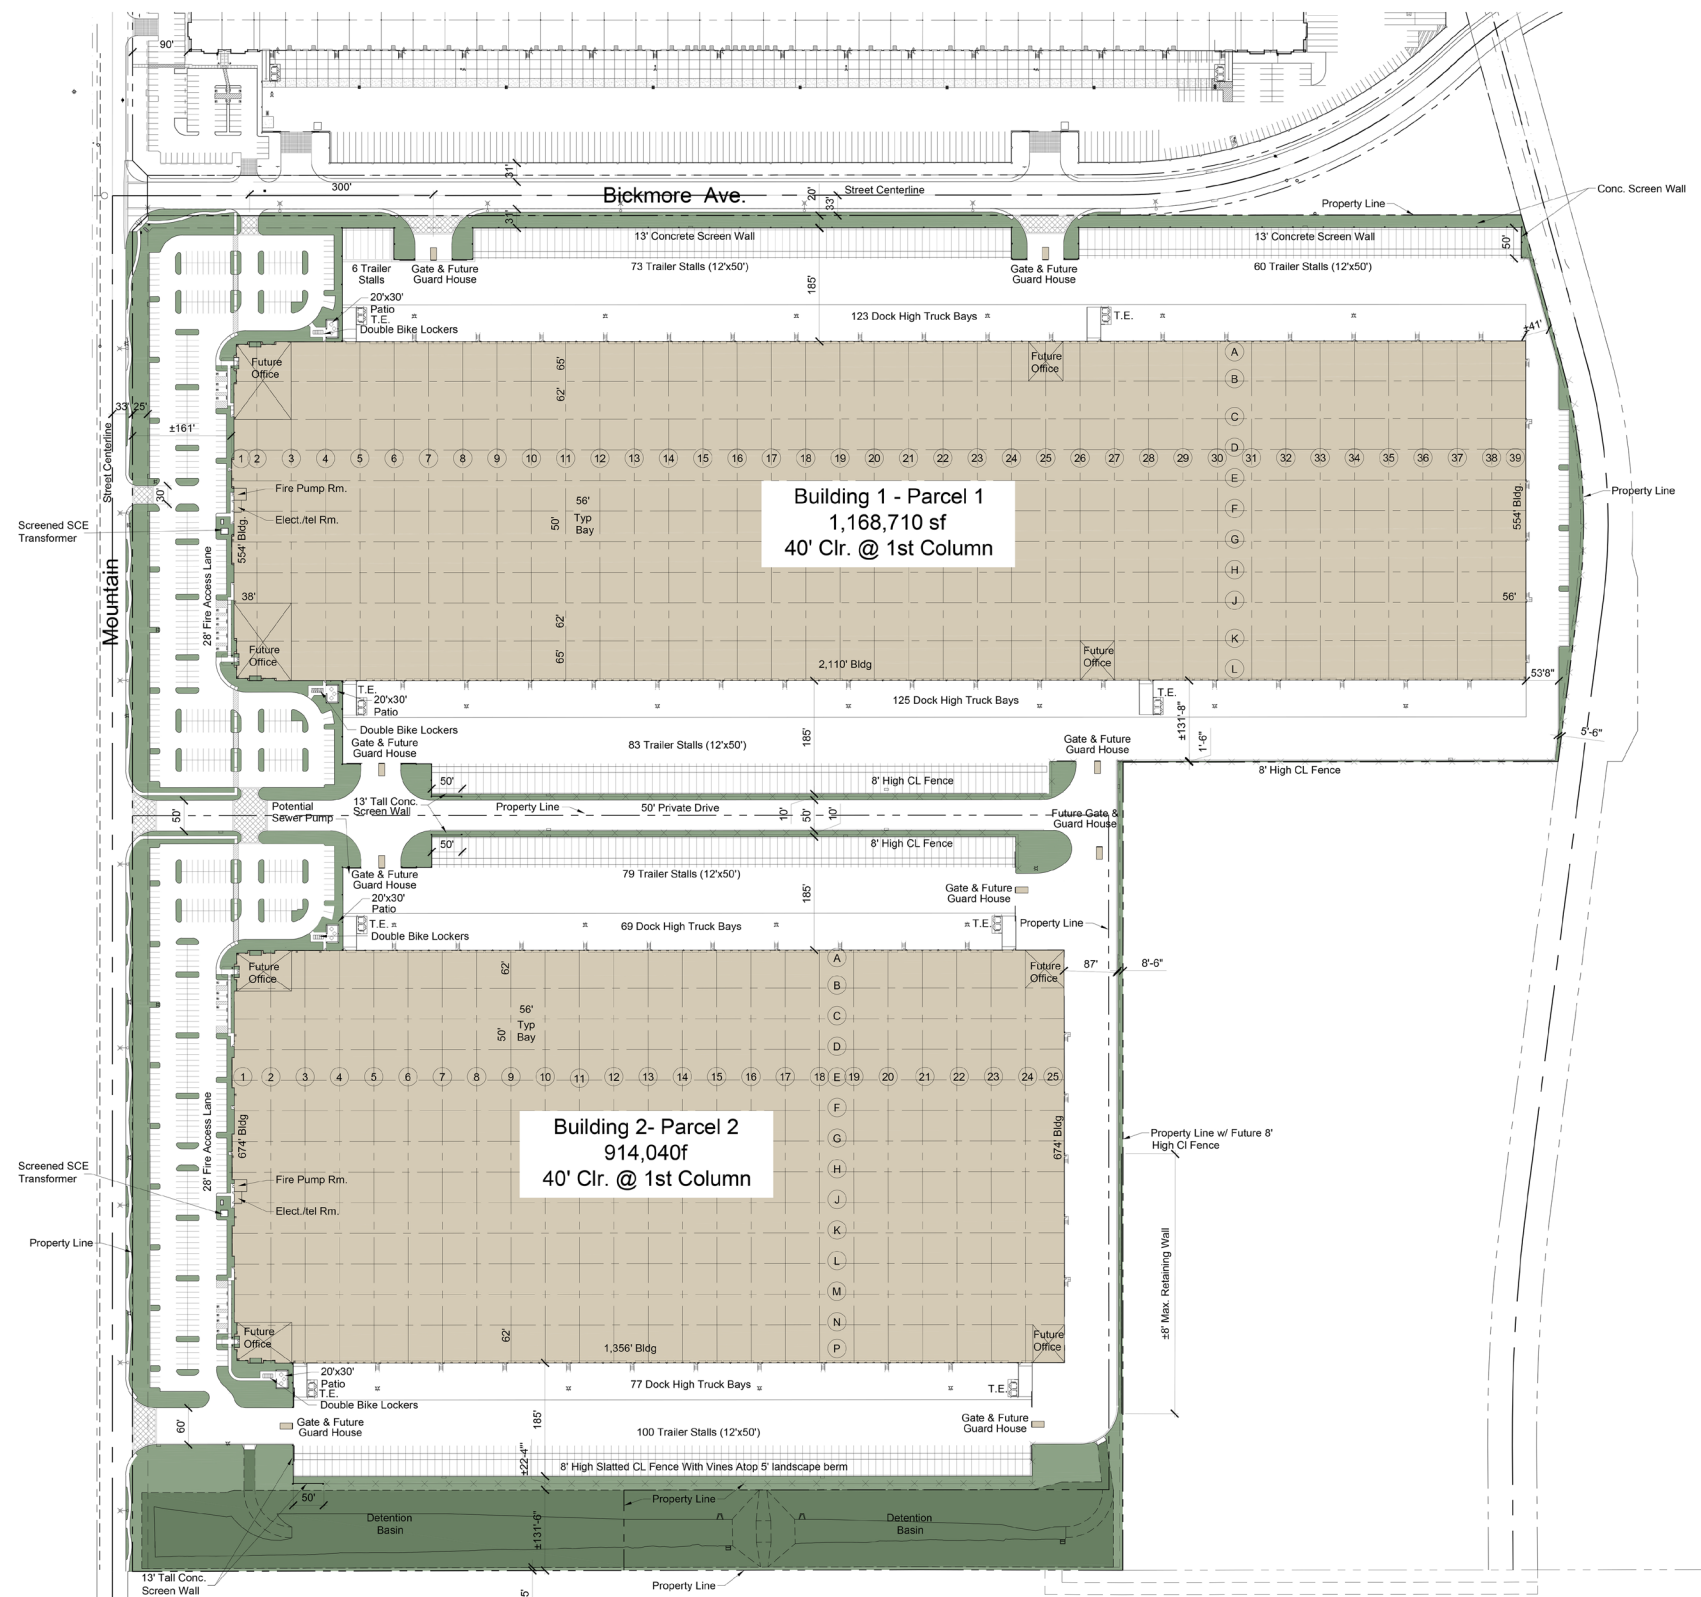 90'
31'
300'
Bickmore Ave.
20'
33'
Street Centerline
Conc. Screen Wall
Property Line
31'
13' Concrete Screen Wall
13' Concrete Screen Wall
50'
6 Trailer
Stalls
Gate & Future
Guard House
73 Trailer Stalls (12'x50')
Gate & Future
Guard House
60 Trailer Stalls (12'x50')
185'
20'x30'
Patio
T.E.
Double Bike Lockers
123 Dock High Truck Bays
T.E.
±41'
Future
Office
65'
62'
Future
Office
A
B
C
D
E
F
G
H
J
K
L
33'
25'
±161'
Street Centerline
1 2 3 4 5 6 7 8 9 10 11 12 13 14 15 16 17 18 19 20 21 22 23 24 25 26 27 28 29 30 31 32 33 34 35 36 37 38 39
30'
Fire Pump Rm.
Elect./tel Rm.
Screened SCE
Transformer
554' Bldg.
56'
50'
Typ
Bay
Building 1 - Parcel 1
1,168,710 sf
40' Clr. @ 1st Column
554' Bldg.
Property Line
Mountain
28' Fire Access Lane
38'
56'
62'
65'
Future
Office
2,110' Bldg
Future
Office
53'8"
T.E.
20'x30'
Patio
Double Bike Lockers
125 Dock High Truck Bays
T.E.
±131'-8"
1'-6"
5'-6"
Gate & Future
Guard House
83 Trailer Stalls (12'x50')
185'
Gate & Future
Guard House
8' High CL Fence
50'
8' High CL Fence
50'
Potential
Sewer Pump
13' Tall Conc.
Screen Wall
Property Line
50' Private Drive
10'
50'
10'
Future Gate &
Guard House
50'
8' High CL Fence
Gate & Future
Guard House
79 Trailer Stalls (12'x50')
185'
Gate & Future
Guard House
20'x30'
Patio
T.E.
Double Bike Lockers
69 Dock High Truck Bays
T.E.
Property Line
Future
Office
62'
Future
Office
87'
8'-6"
A
B
C
D
E
F
G
H
J
K
L
M
N
P
56'
50'
Typ
Bay
1 2 3 4 5 6 7 8 9 10 11 12 13 14 15 16 17 18 19 20 21 22 23 24 25
28' Fire Access Lane
674' Bldg
Building 2- Parcel 2
914,040f
40' Clr. @ 1st Column
674' Bldg
Property Line w/ Future 8'
High Cl Fence
Screened SCE
Transformer
Fire Pump Rm.
Elect./tel Rm.
Property Line
±8' Max. Retaining Wall
Future
Office
62'
1,356' Bldg
Future
Office
20'x30'
Patio
T.E.
Double Bike Lockers
77 Dock High Truck Bays
T.E.
60'
Gate & Future
Guard House
185'
100 Trailer Stalls (12'x50')
Gate & Future
Guard House
±22-4"'
8' High Slatted CL Fence With Vines Atop 5' landscape berm
50'
Property Line
Detention
Basin
±131'-6"
Detention
Basin
13' Tall Conc.
Screen Wall
5'
Property Line